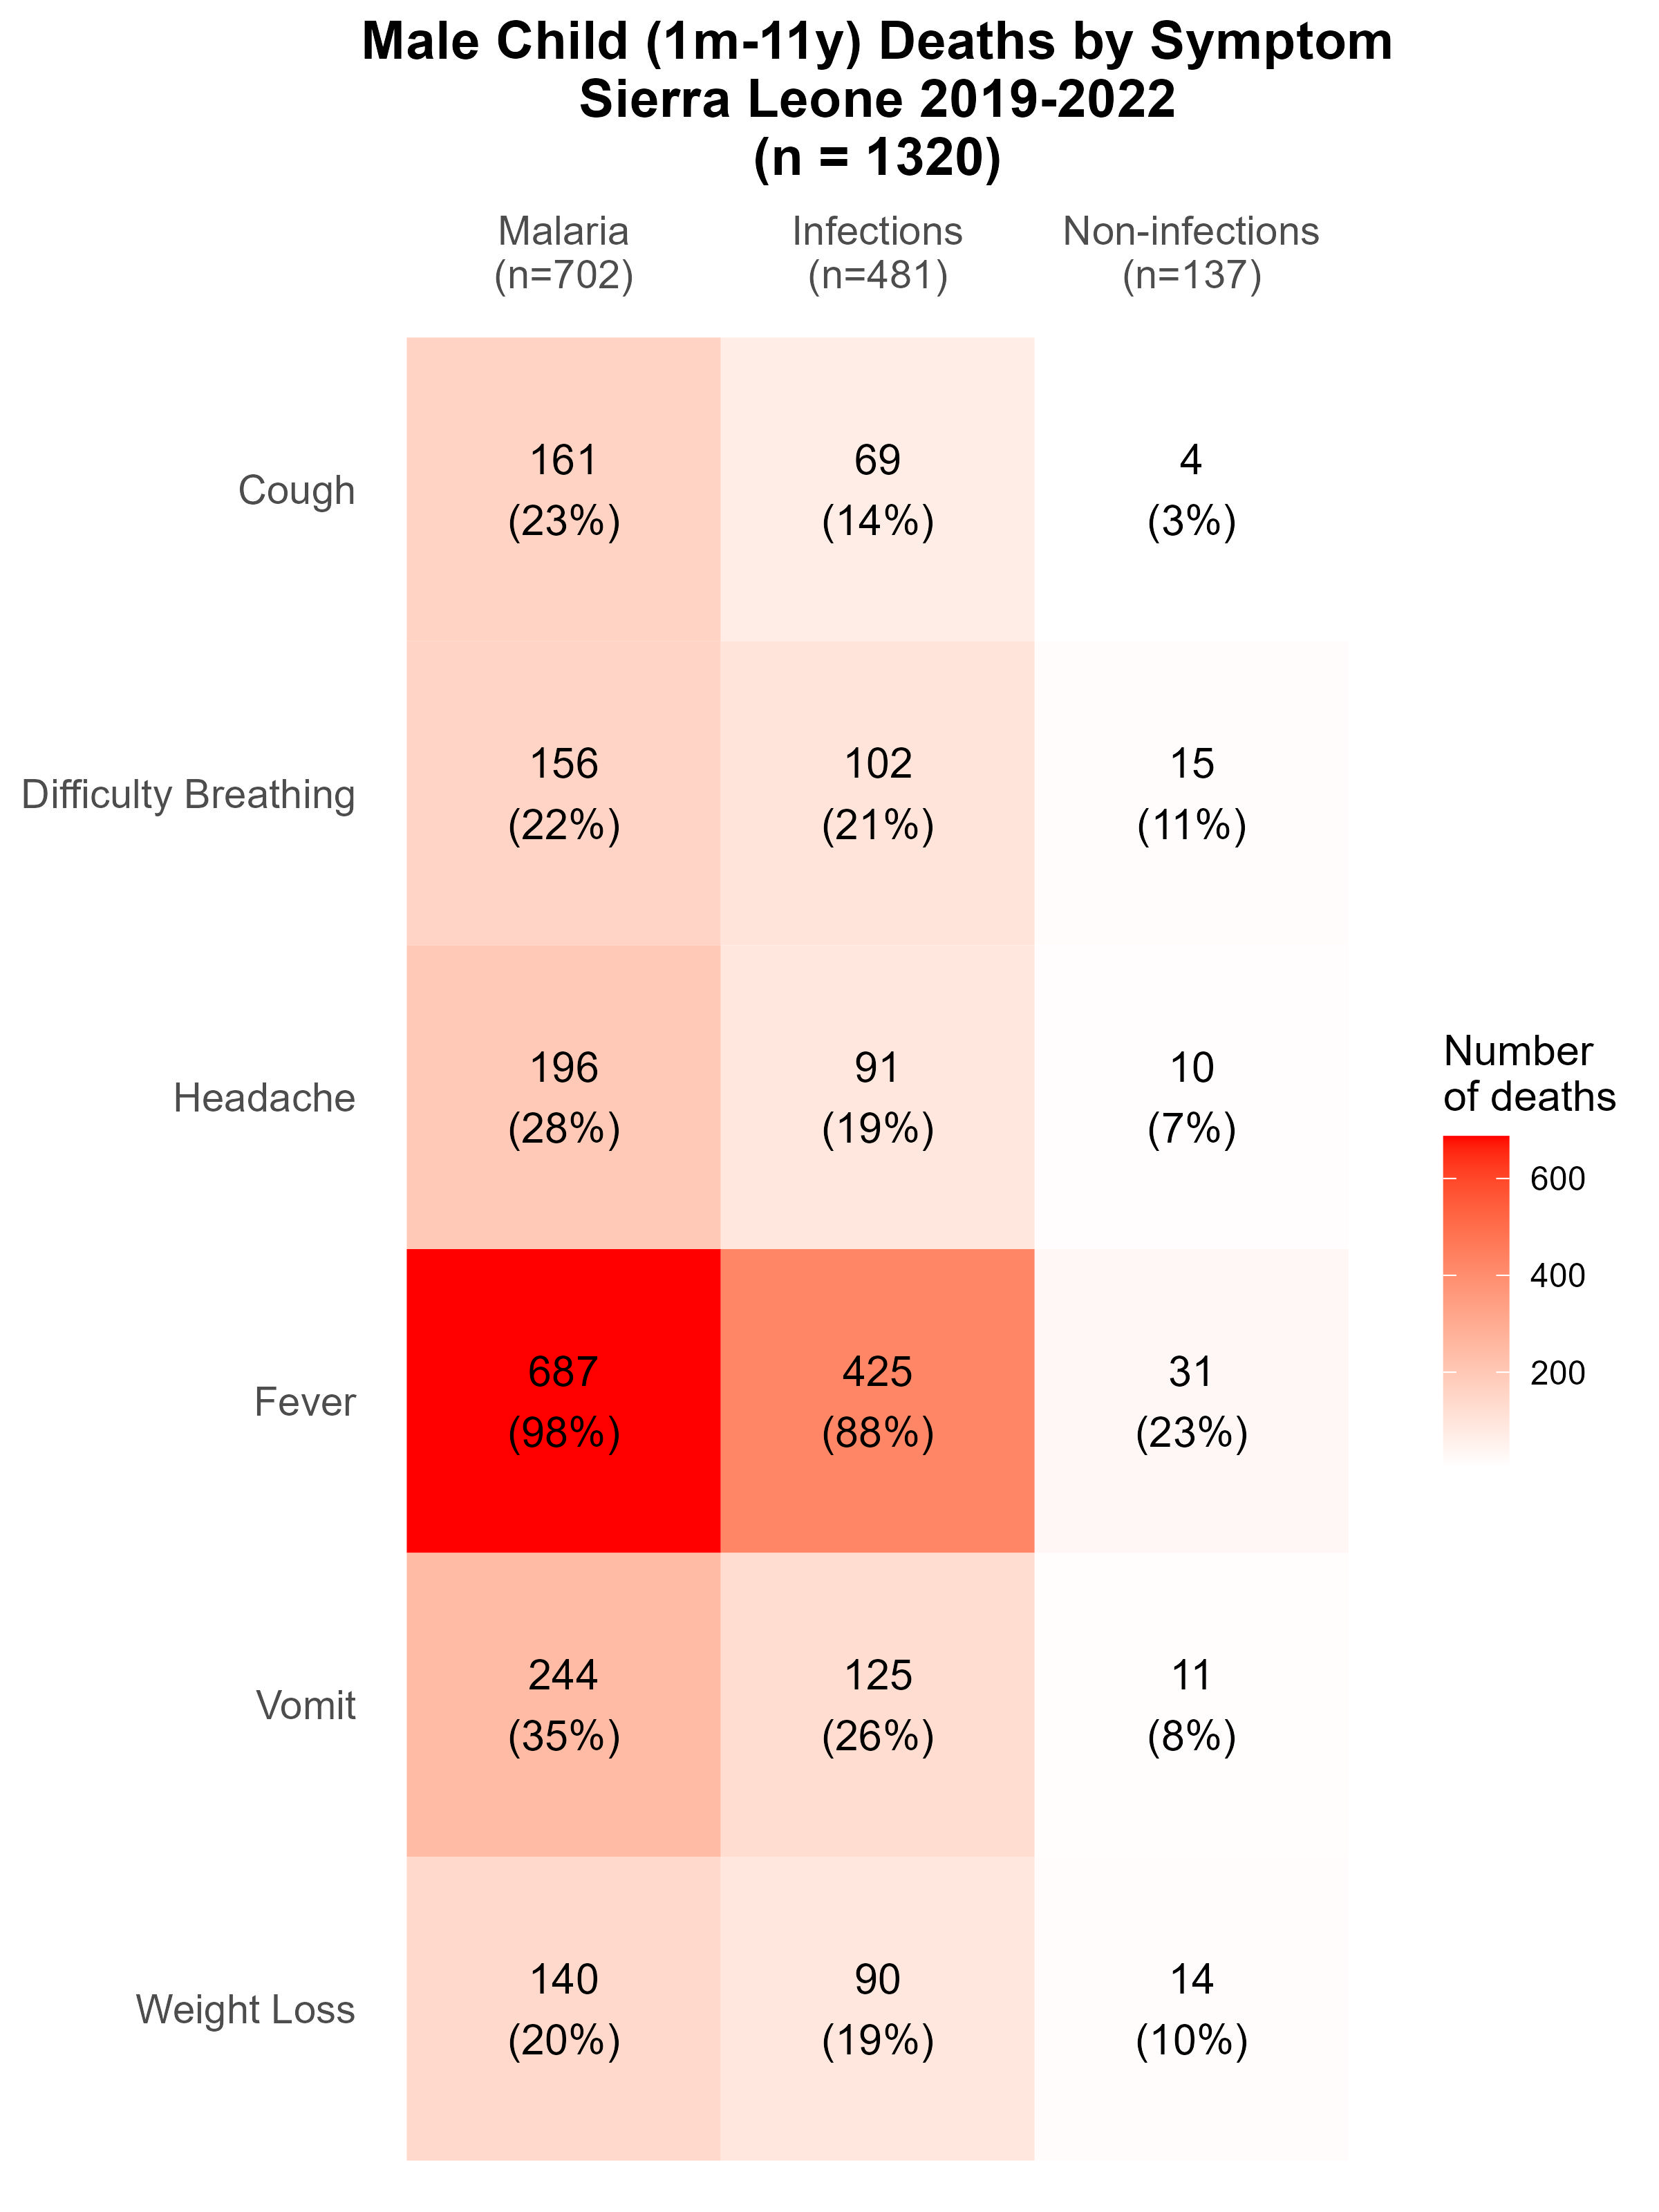 Male Child (1m-11y) Deaths by Symptom
Sierra Leone 2019-2022
(n = 1320)
Malaria Infections Non-infections
(n=702) (n=481) (n=137)
Cough
161 69 4
(23%) (14%) (3%)
Difficulty Breathing
156 102 15
(22%) (21%) (11%)
Headache
196 91 10
(28%) (19%) (7%)
Fever
687 425 31
(98%) (88%) (23%)
Vomit
244 125 11
(35%) (26%) (8%)
Weight Loss
140 90 14
(20%) (19%) (10%)
Number
of deaths
600
400
200